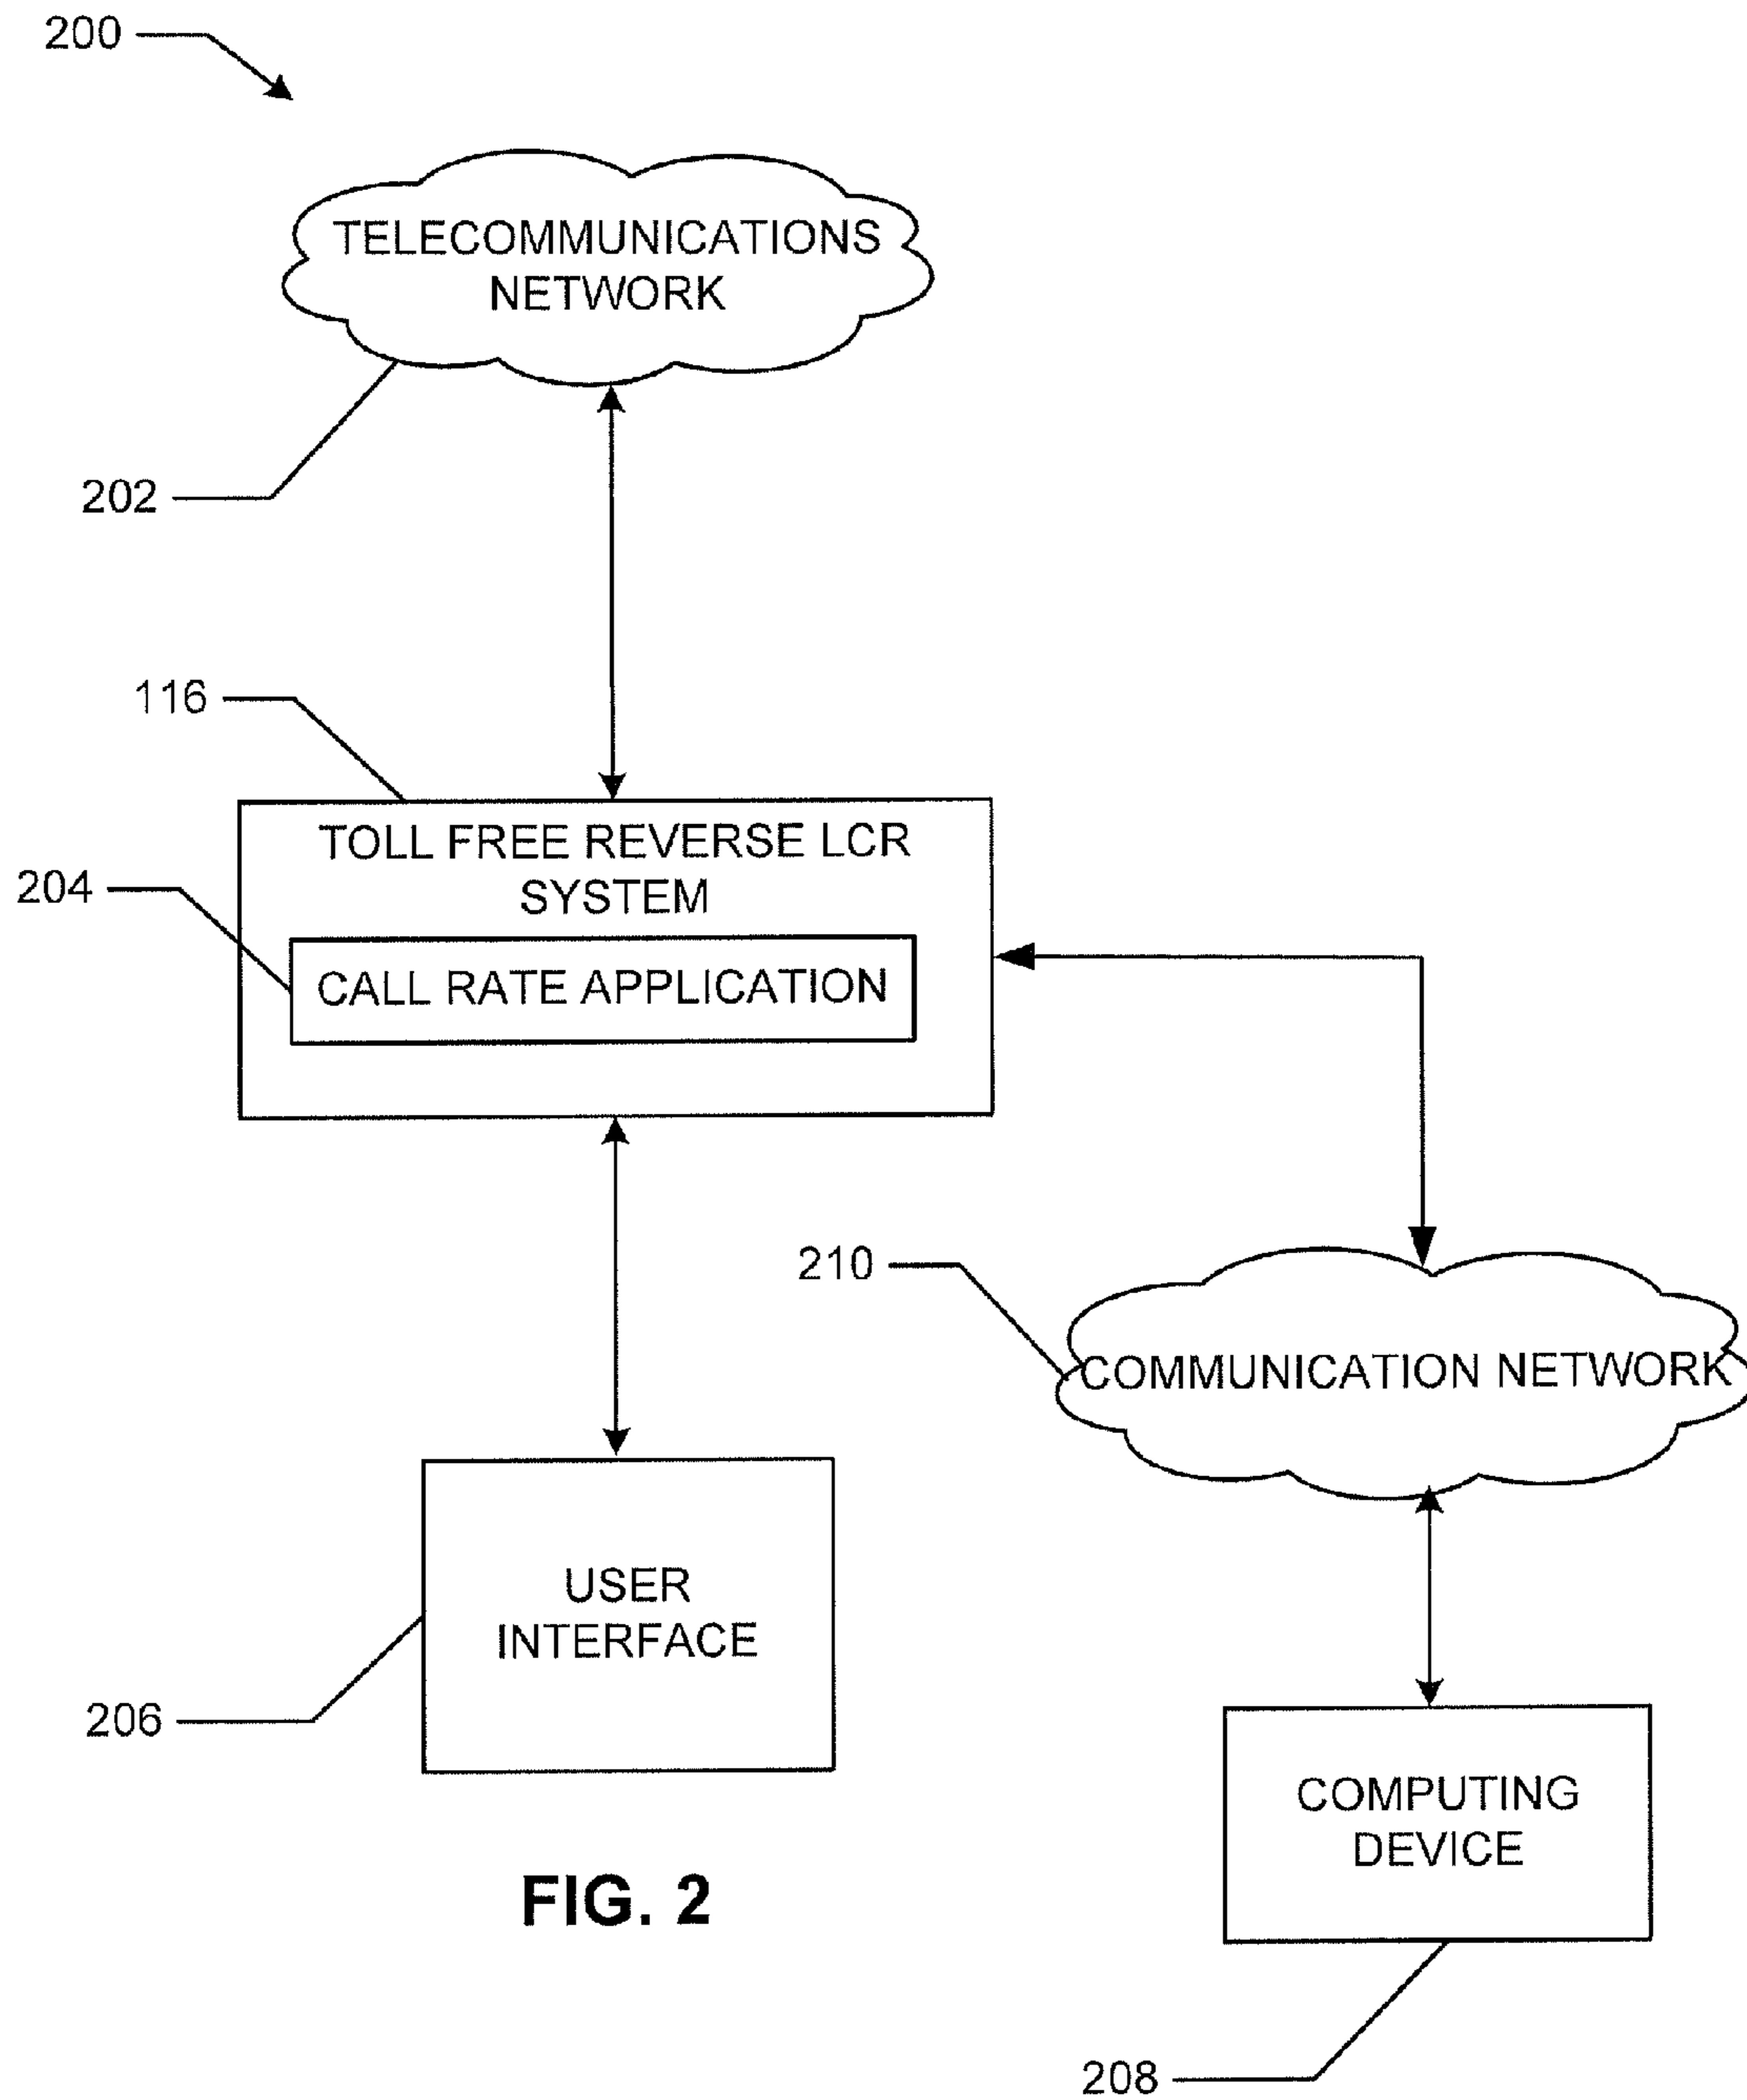 200
TELECOMMUNICATIONS
NETWORK
202
116
TOLL FREE REVERSE LCR
SYSTEM
204
CALL RATE APPLICATION
210
COMMUNICATION NETWORK
USER
INTERFACE
206
COMPUTING
DEVICE
FIG. 2
208